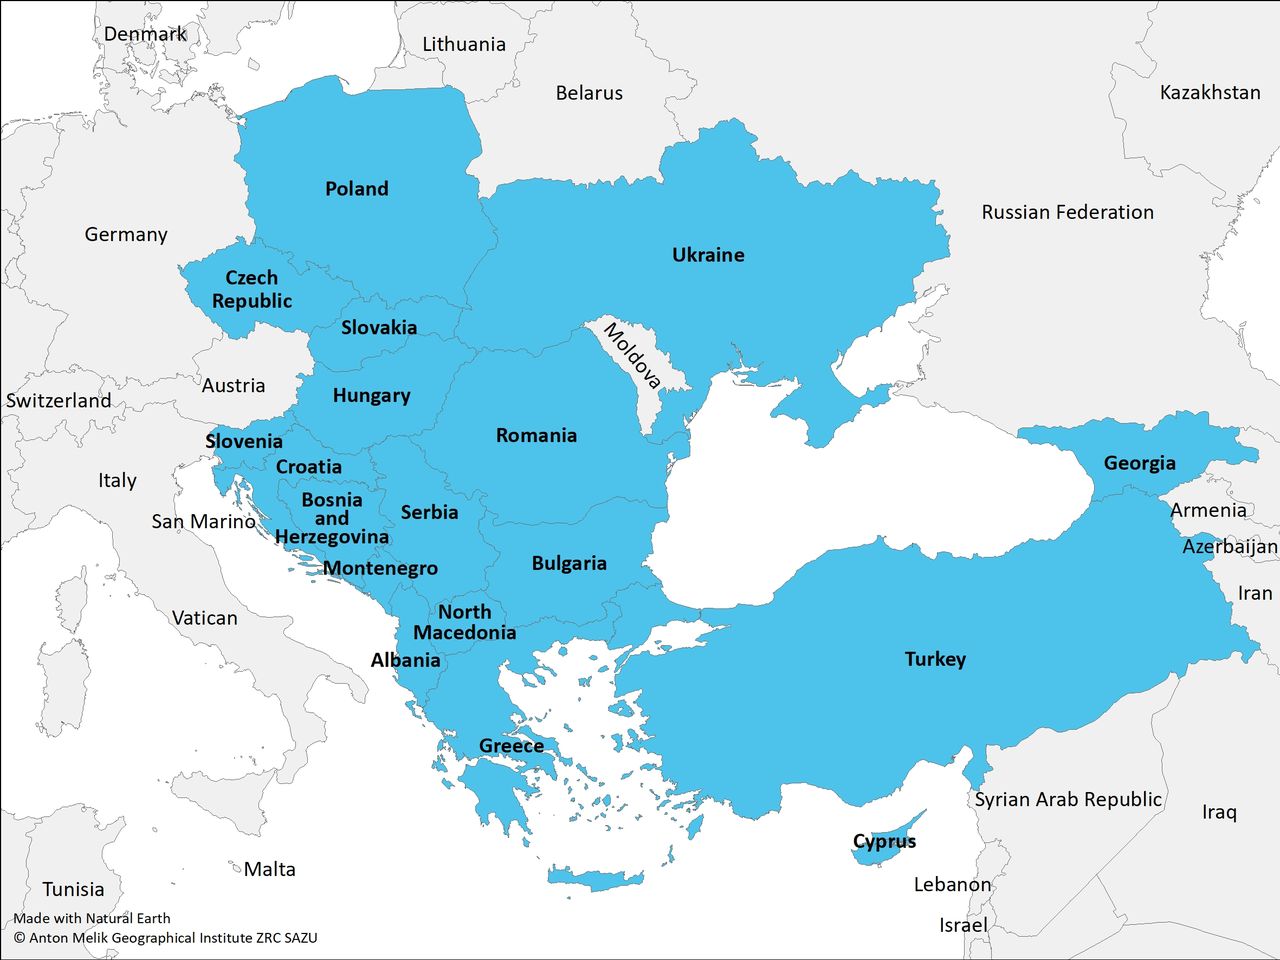 Denmark
Lithuania
Belarus
Kazakhstan
Poland
Russian Federation
Germany
Ukraine
Czech
Republic
Slovakia
Moldova
Austria
Hungary
Switzerland
Romania
Slovenia
Croatia
Georgia
Italy
Bosnia
and
Herzegovina
Serbia
Armenia
San Marino
Azerbaijan
Montenegro
Bulgaria
Iran
Vatican
North
Macedonia
Albania
Turkey
Greece
Syrian Arab Republic
Iraq
Cyprus
Malta
Lebanon
Tunisia
Israel
Made with Natural Earth
© Anton Melik Geographical Institute ZRC SAZU